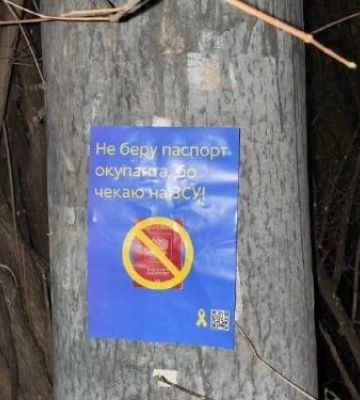 Не беру паспорт
окупанта, бо
чекаю на ЗСУ!